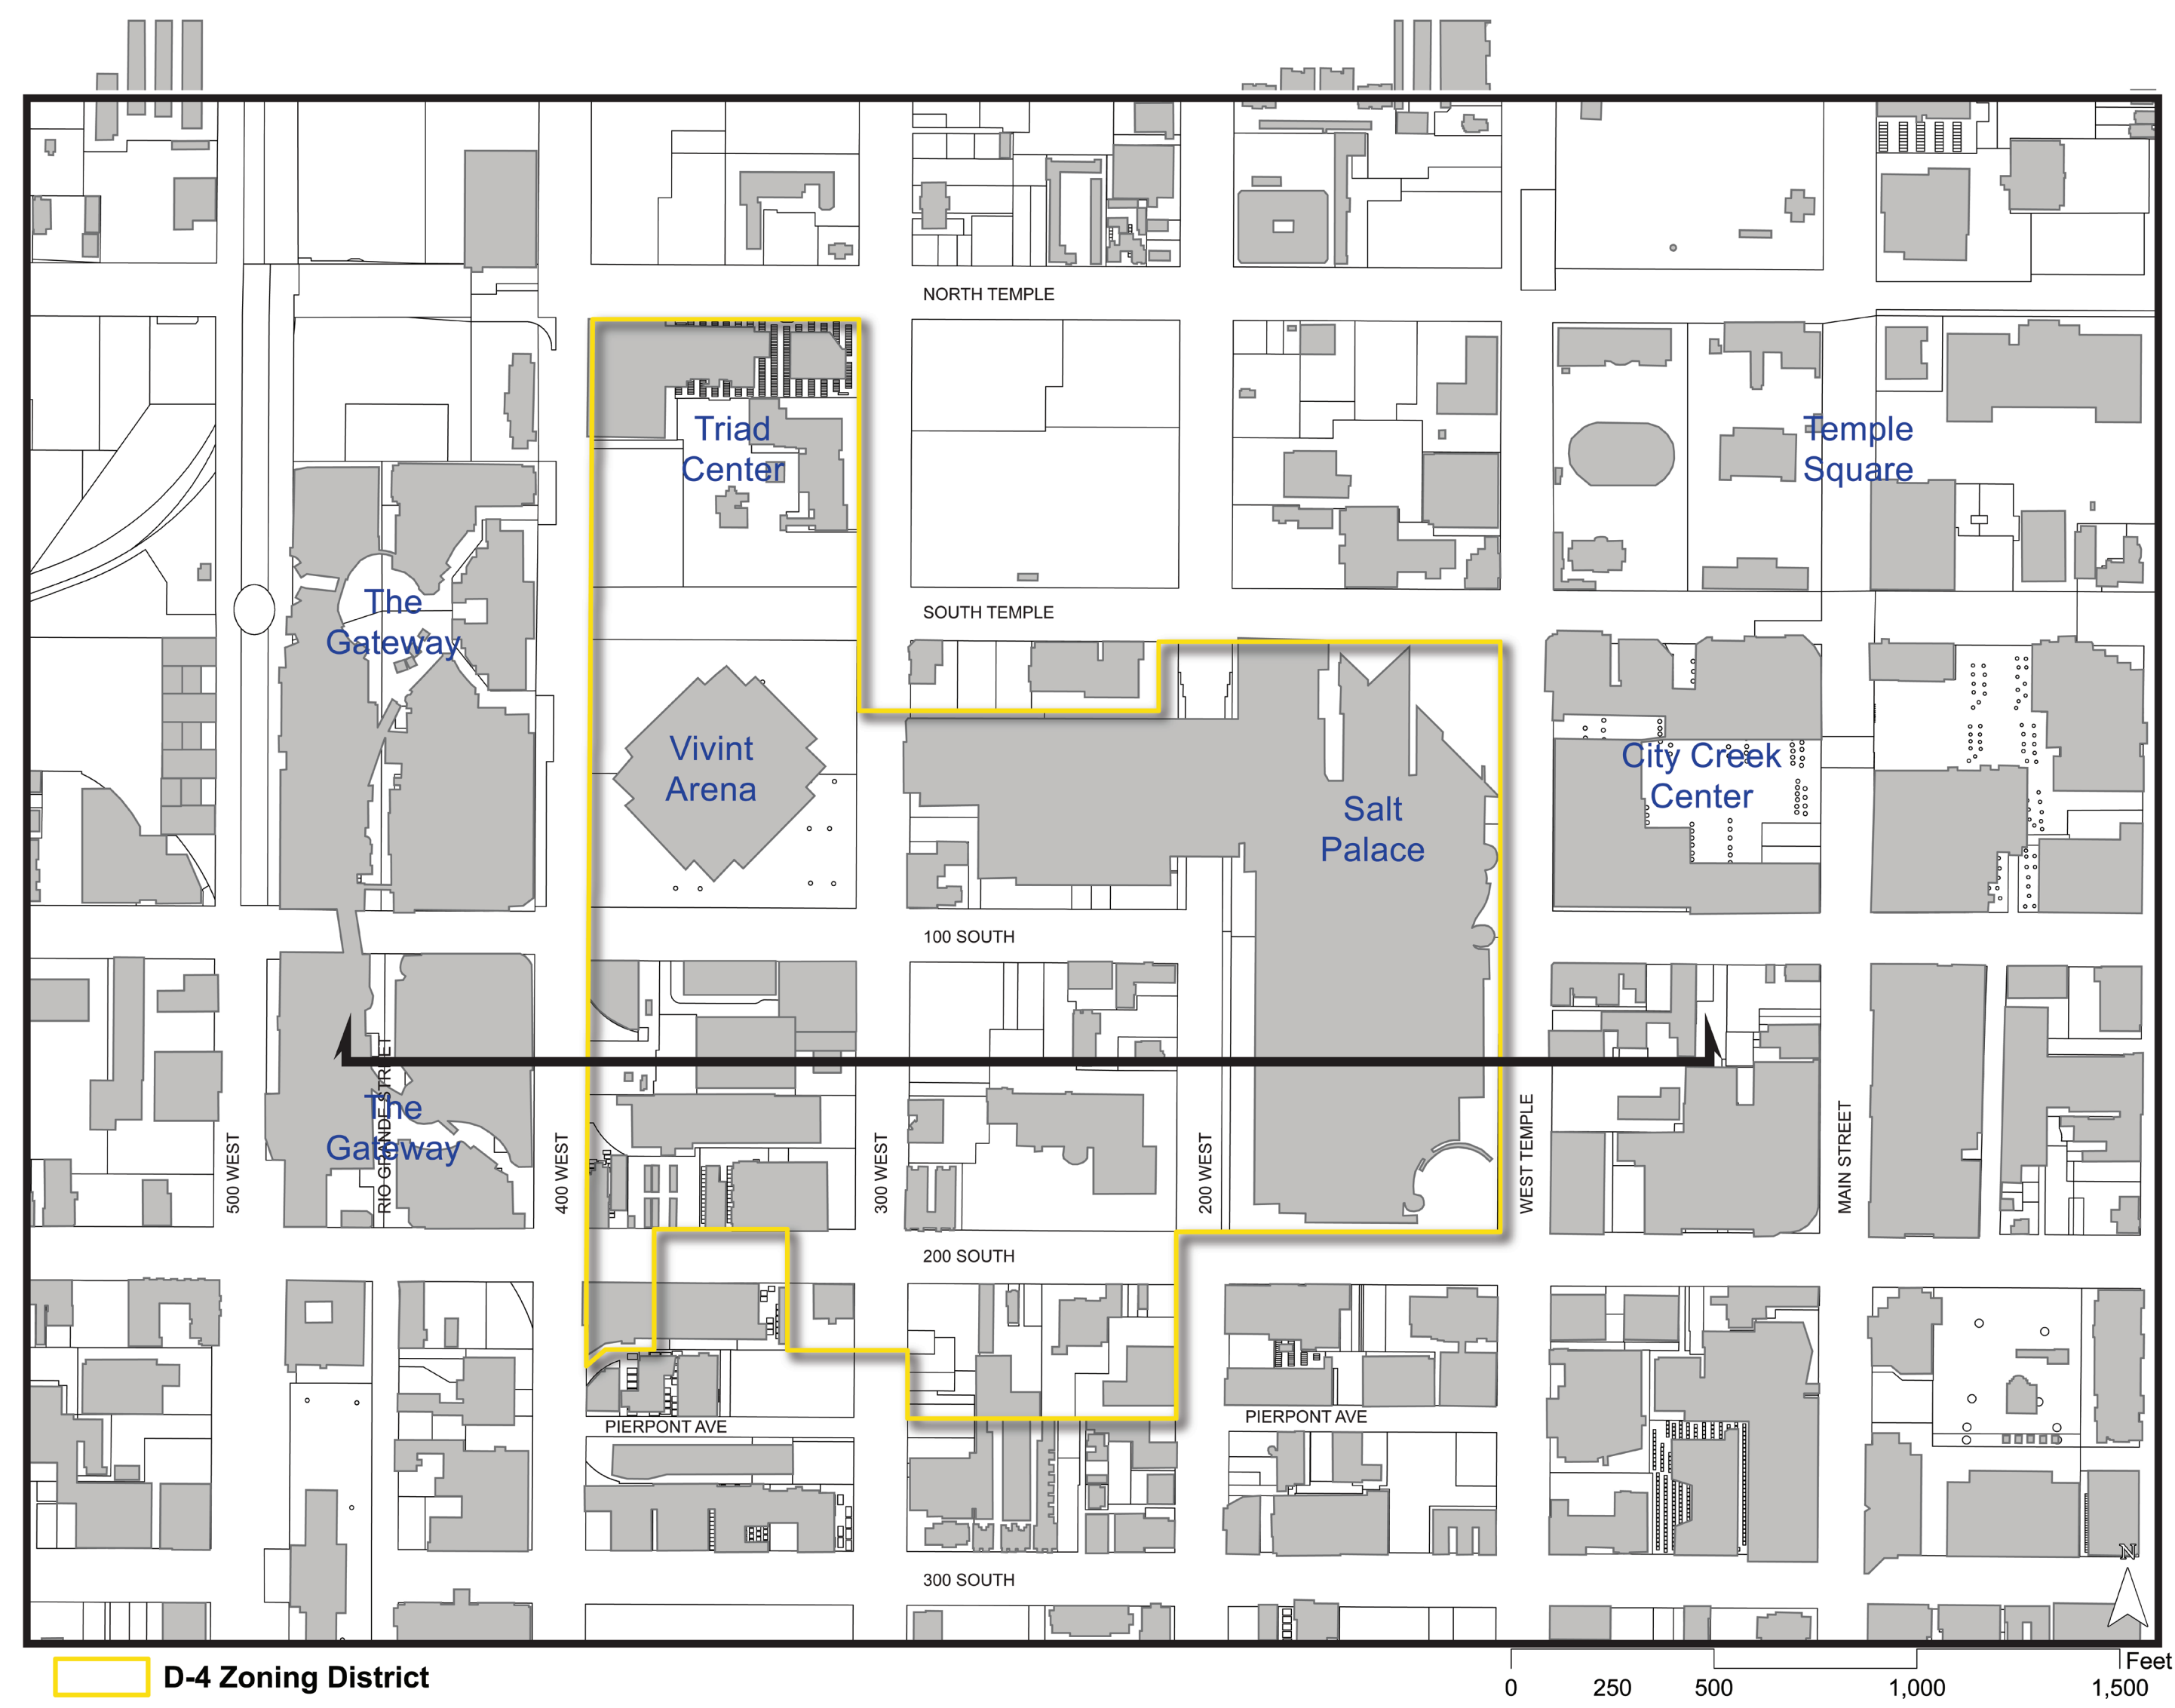 NORTH TEMPLE
Triad
Center
Temple
Square
The
Gateway
SOUTH TEMPLE
Vivint
Arena
City Creek
Center
Salt
Palace
100 SOUTH
RIO GRANDE STREET
The
Gateway
500 WEST
400 WEST
300 WEST
200 WEST
WEST TEMPLE
MAIN STREET
200 SOUTH
PIERPONT AVE
PIERPONT AVE
300 SOUTH
N
D-4 Zoning District
Feet
0 250 500 1,000 1,500